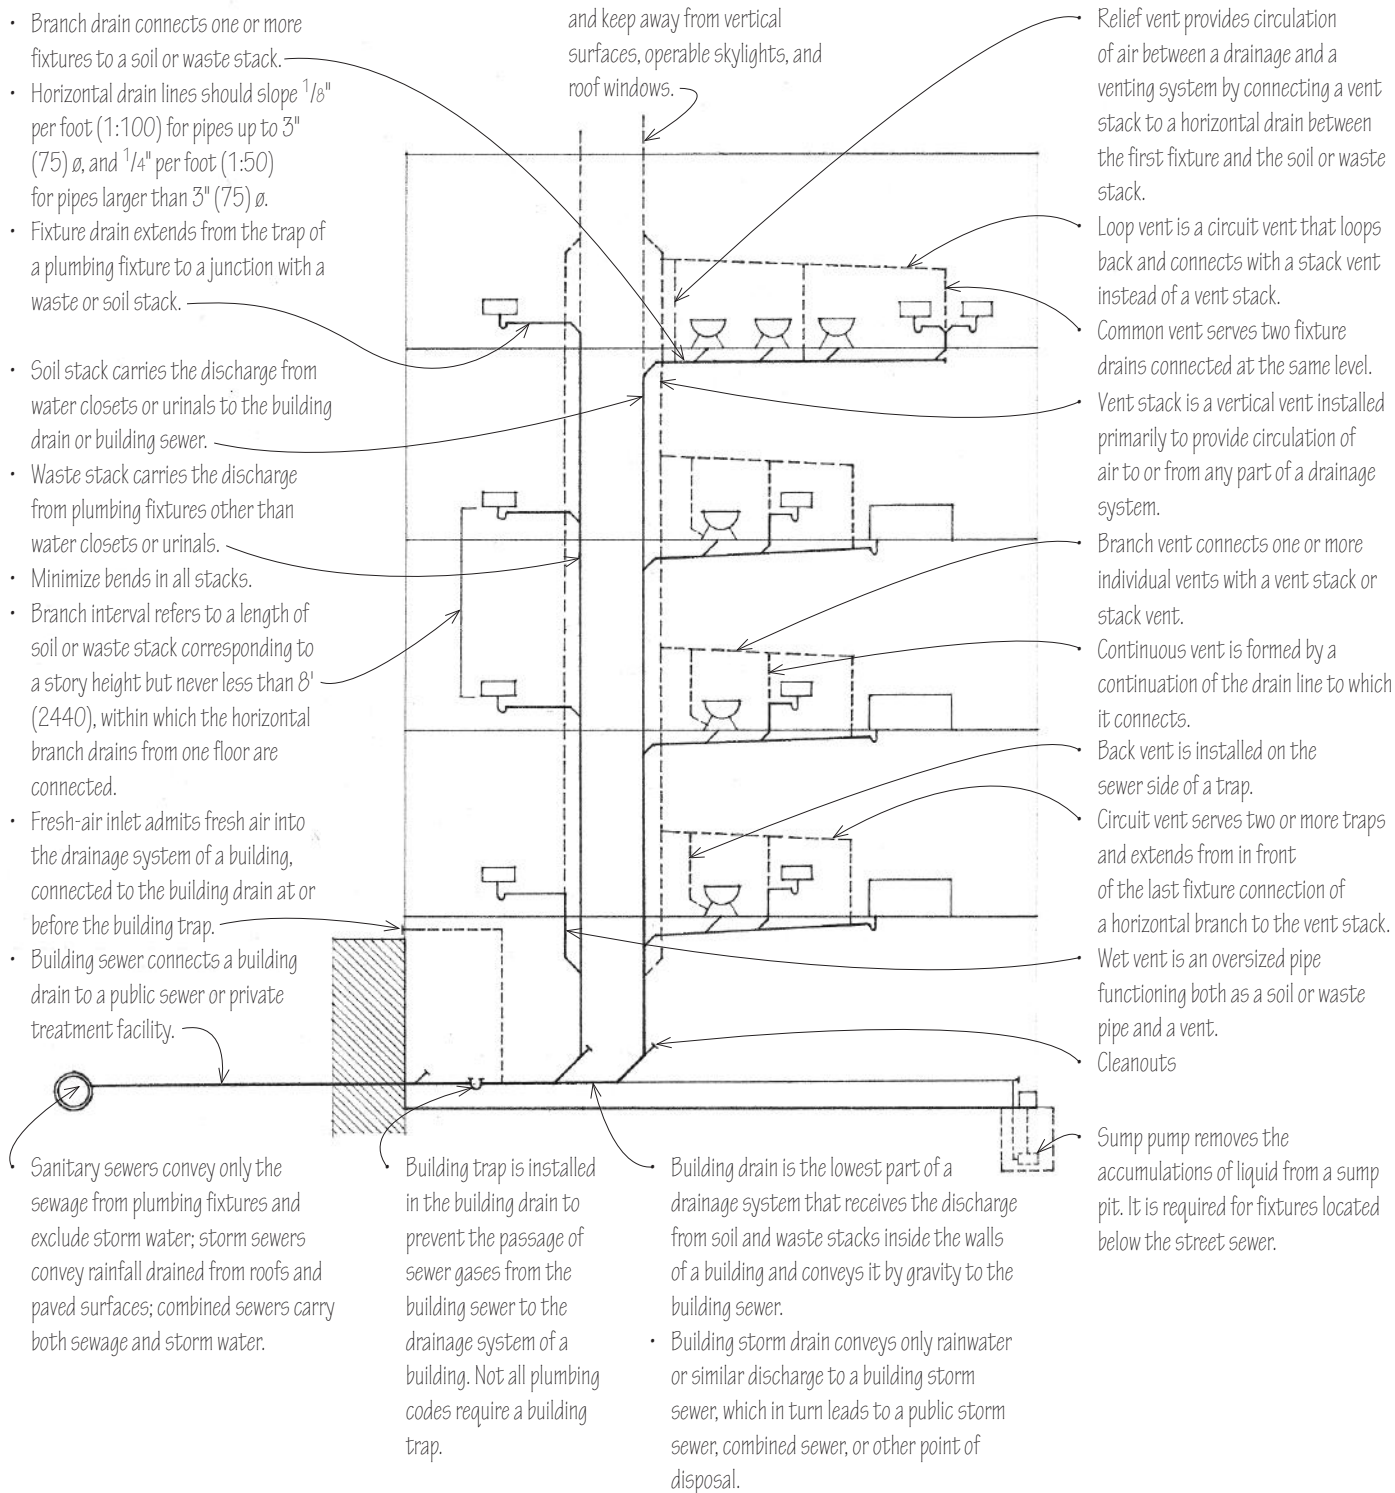 • Branch drain connects one or more
fixtures to a soil or waste stack.
• Horizontal drain lines should slope 1/8"
per foot (1:100) for pipes up to 3"
(75) ø, and 1/4" per foot (1:50)
for pipes larger than 3" (75) ø.
• Fixture drain extends from the trap of
a plumbing fixture to a junction with a
waste or soil stack.
• Soil stack carries the discharge from
water closets or urinals to the building
drain or building sewer.
• Waste stack carries the discharge
from plumbing fixtures other than
water closets or urinals.
• Minimize bends in all stacks.
• Branch interval refers to a length of
soil or waste stack corresponding to
a story height but never less than 8'
(2440), within which the horizontal
branch drains from one floor are
connected.
• Fresh-air inlet admits fresh air into
the drainage system of a building,
connected to the building drain at or
before the building trap.
• Building sewer connects a building
drain to a public sewer or private
treatment facility.
• Sanitary sewers convey only the
sewage from plumbing fixtures and
exclude storm water; storm sewers
convey rainfall drained from roofs and
paved surfaces; combined sewers carry
both sewage and storm water.
and keep away from vertical
surfaces, operable skylights, and
roof windows.
• Building trap is installed
in the building drain to
prevent the passage of
sewer gases from the
building sewer to the
drainage system of a
building. Not all plumbing
codes require a building
trap.
• Building drain is the lowest part of a
drainage system that receives the discharge
from soil and waste stacks inside the walls
of a building and conveys it by gravity to the
building sewer.
• Building storm drain conveys only rainwater
or similar discharge to a building storm
sewer, which in turn leads to a public storm
sewer, combined sewer, or other point of
disposal.
• Relief vent provides circulation
of air between a drainage and a
venting system by connecting a vent
stack to a horizontal drain between
the first fixture and the soil or waste
stack.
• Loop vent is a circuit vent that loops
back and connects with a stack vent
instead of a vent stack.
• Common vent serves two fixture
drains connected at the same level.
• Vent stack is a vertical vent installed
primarily to provide circulation of
air to or from any part of a drainage
system.
• Branch vent connects one or more
individual vents with a vent stack or
stack vent.
• Continuous vent is formed by a
continuation of the drain line to which
it connects.
• Back vent is installed on the
sewer side of a trap.
• Circuit vent serves two or more traps
and extends from in front
of the last fixture connection of
a horizontal branch to the vent stack.
• Wet vent is an oversized pipe
functioning both as a soil or waste
pipe and a vent.
• Cleanouts
• Sump pump removes the
accumulations of liquid from a sump
pit. It is required for fixtures located
below the street sewer.